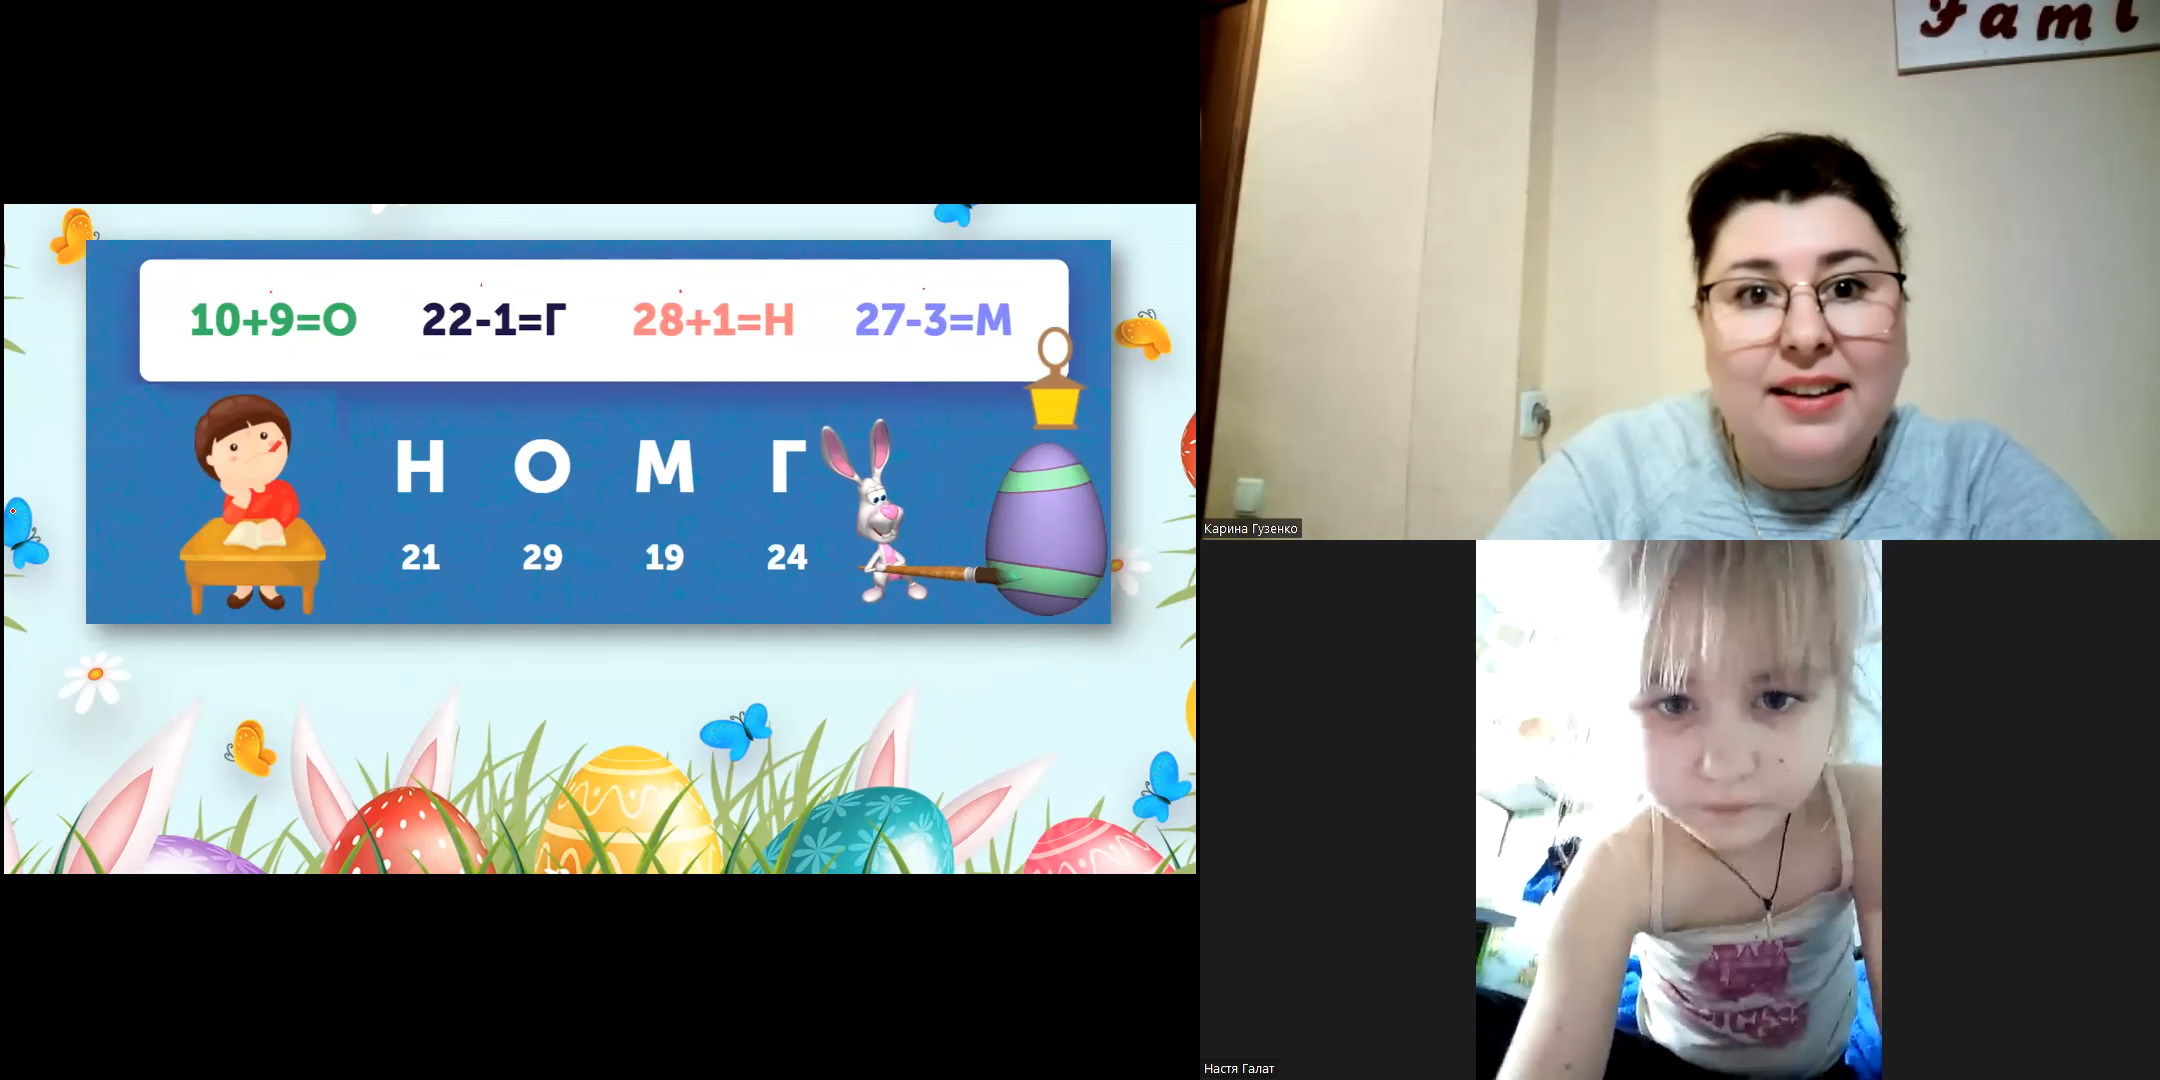 10+9=О 22-1=Г 28+1=Н 27-3=М
Н О М Г
21 29 19 24
Fami
Карина Гузенко
Настя Галат